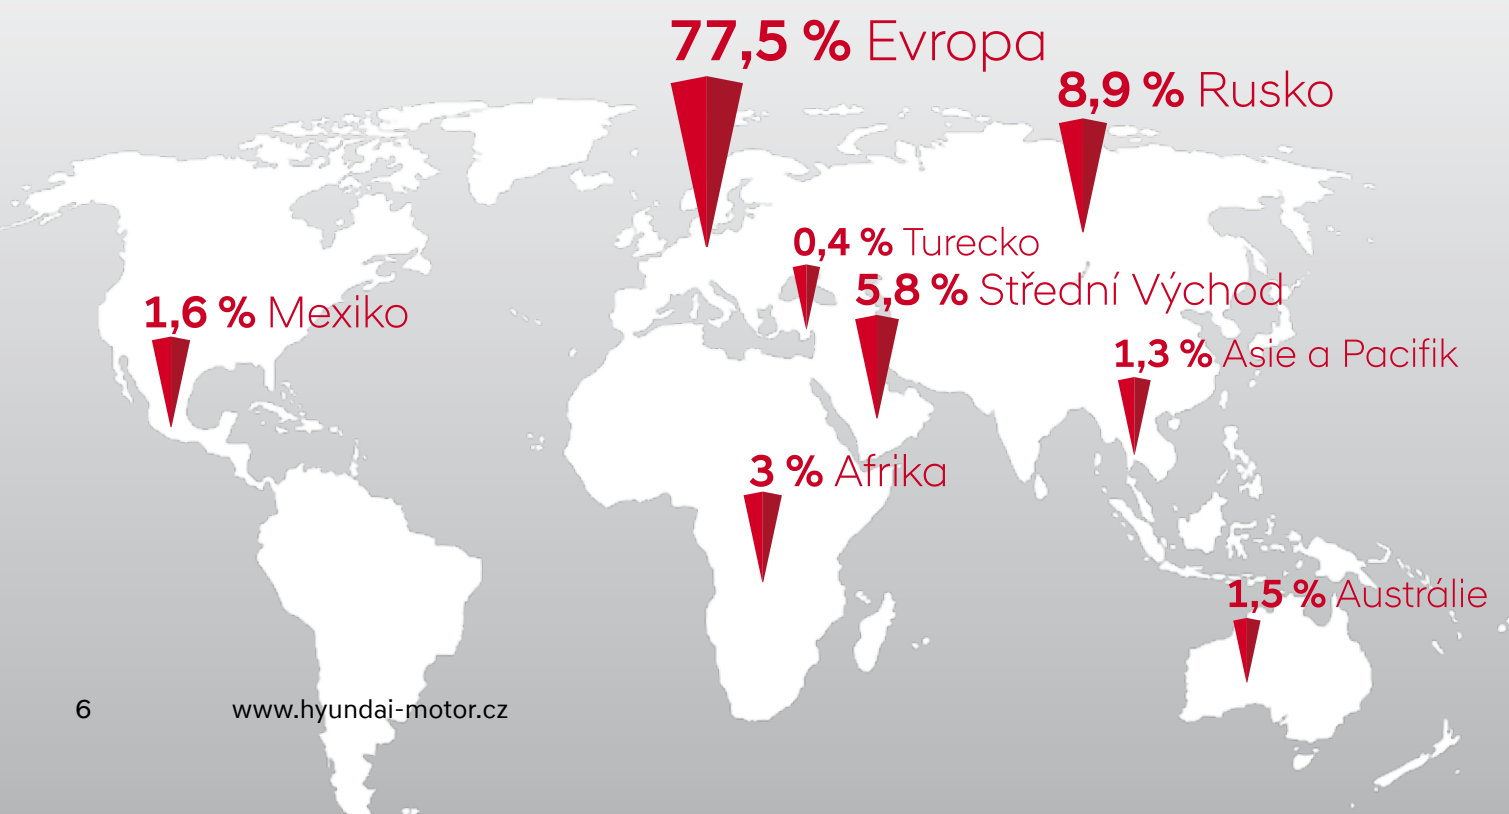 77,5 % Evropa
8,9 % Rusko
0,4 % Turecko
5,8 % Střední Východ
1,6 % Mexiko
1,3 % Asie a Pacifik
3 % Afrika
1,5 % Austrálie
6 www.hyundai-motor.cz